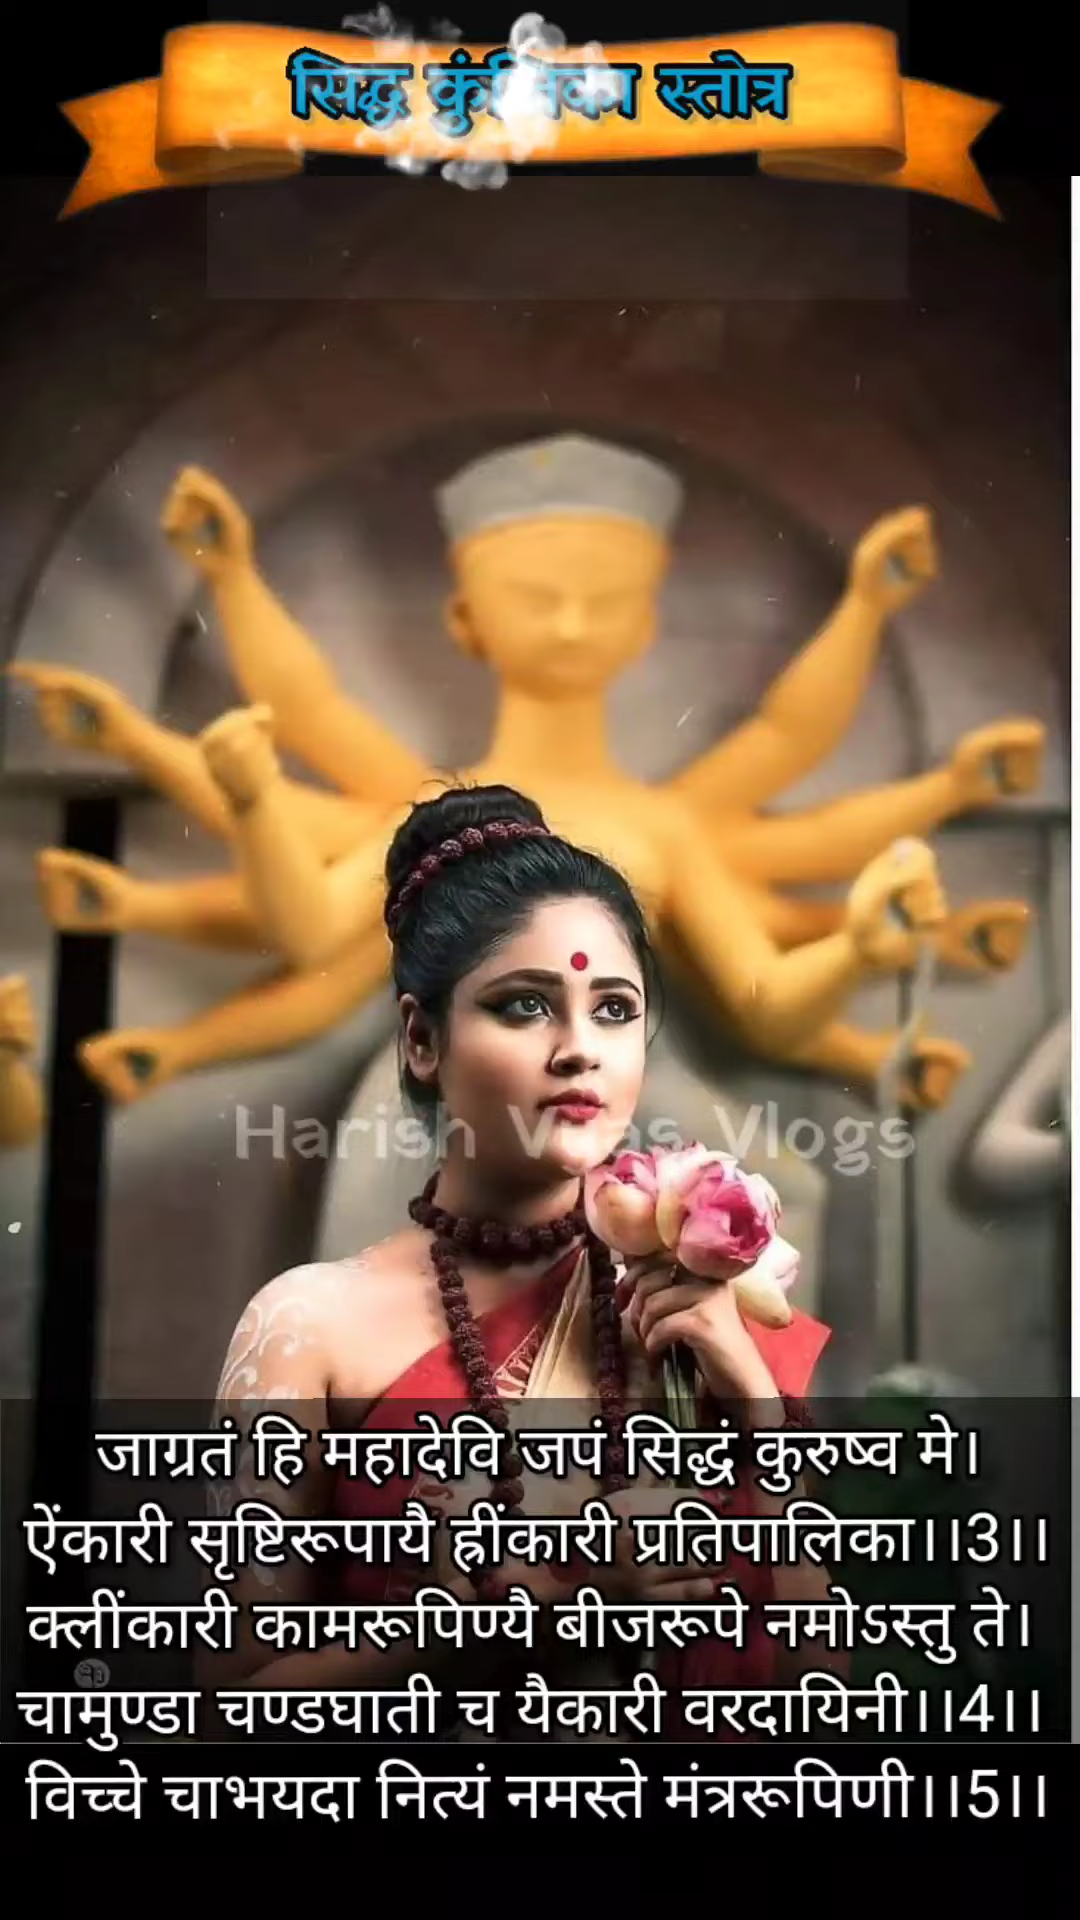 सिद्ध स्तोत्र
Harish Vlogs
जाग्रतं हि महादेवि जपं सिद्धं कुरुष्व मे।
ऐंकारी सृष्टिरूपायै ह्रींकारी प्रतिपालिका।।3।।
क्लींकारी कामरूपिण्यै बीजरूपे नमोऽस्तु ते।
चामुण्डा चण्डघाती च यैकारी वरदायिनी।।4।।
विच्चे चाभयदा नित्यं नमस्ते मंत्ररूपिणी।।5।।